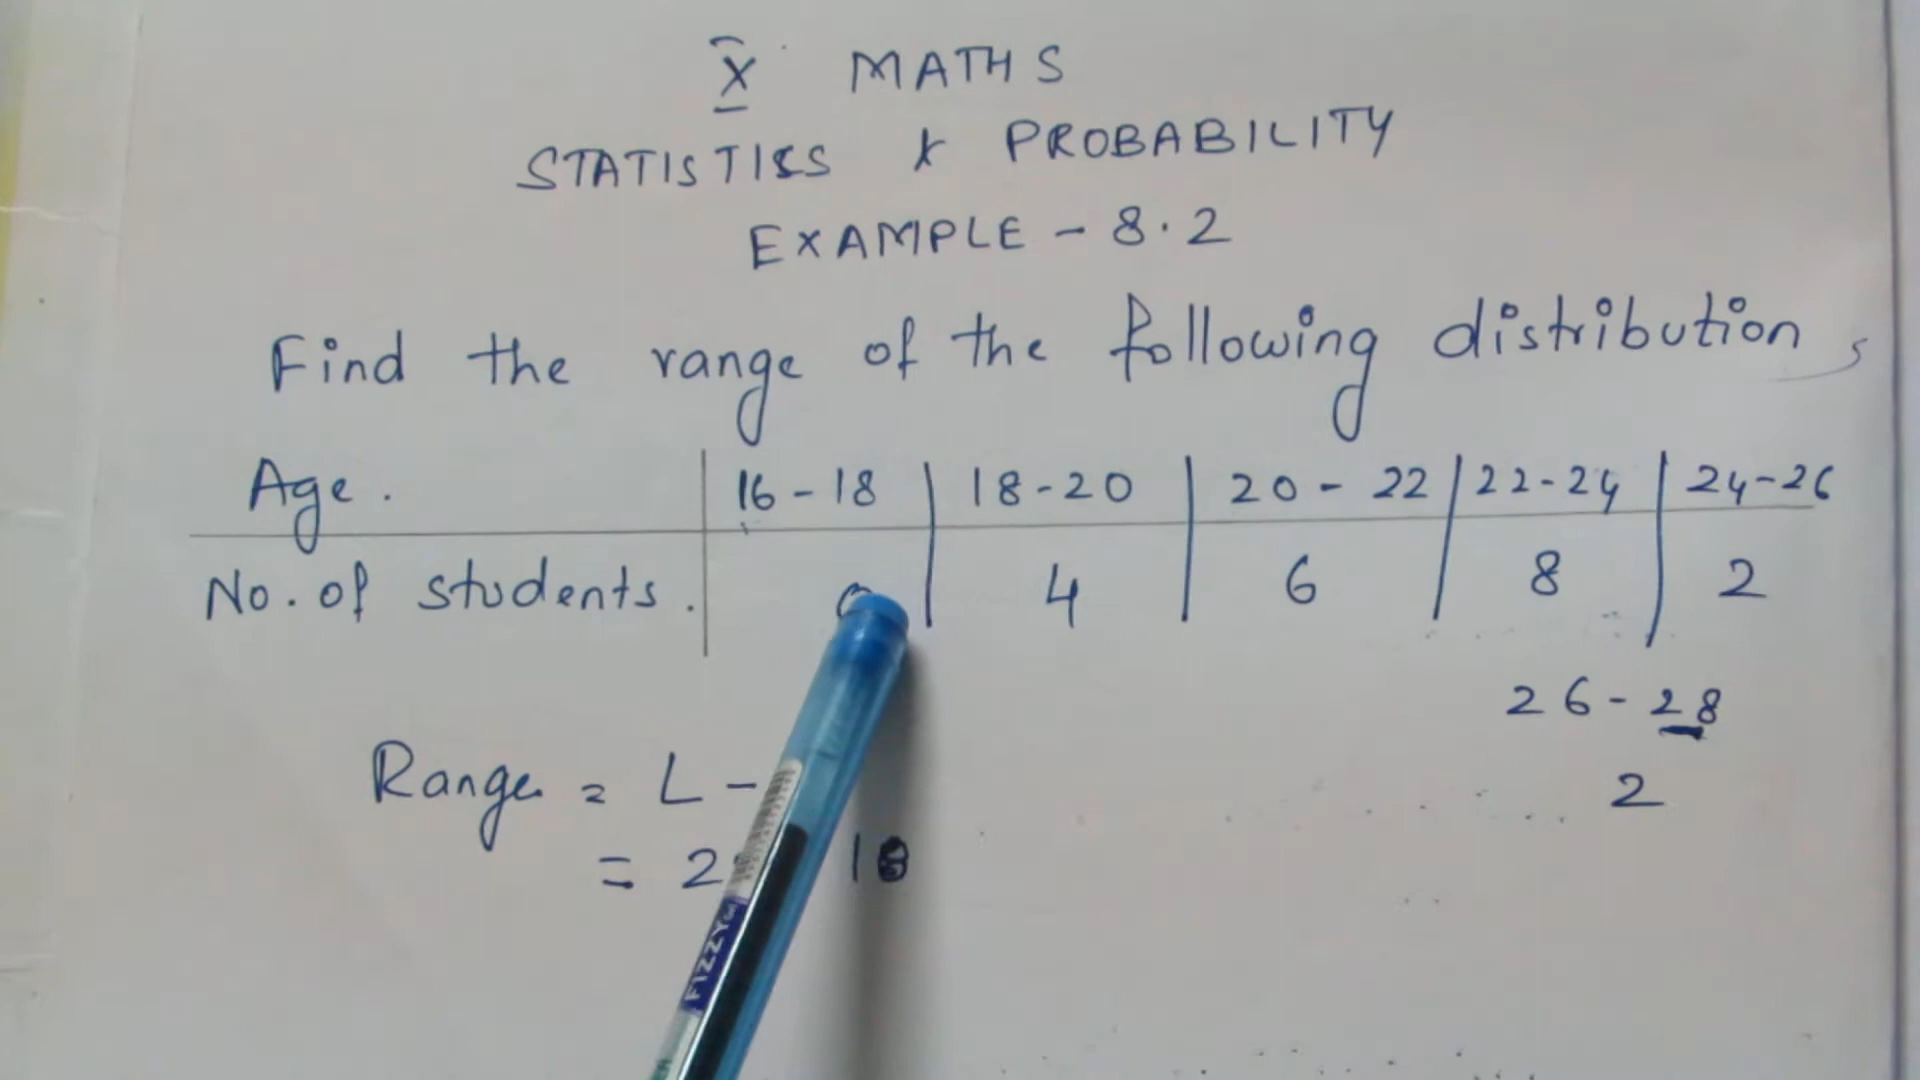 X MATHS
STATISTICS & PROBABILITY
EXAMPLE - 8.2
Find the range of the following distribution
Age. 16-18 18-20 20-22 22-24 24-26
No. of students. 4 6 8 2
26-28
2
Range = L -
= 2
FIZZY